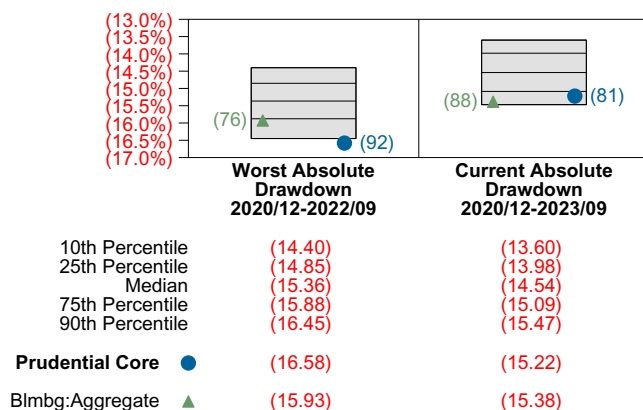 (13.0%)
(13.5%)
(14.0%)
(14.5%)
(15.0%)
(15.5%)
(16.0%)
(16.5%)
(17.0%)
(76)
(92)
(88)
(81)
Worst Absolute
Drawdown
2020/12-2022/09
Current Absolute
Drawdown
2020/12-2023/09
10th Percentile (14.40) (13.60)
25th Percentile (14.85) (13.98)
Median (15.36) (14.54)
75th Percentile (15.88) (15.09)
90th Percentile (16.45) (15.47)
Prudential Core (16.58) (15.22)
Blmbg:Aggregate (15.93) (15.38)